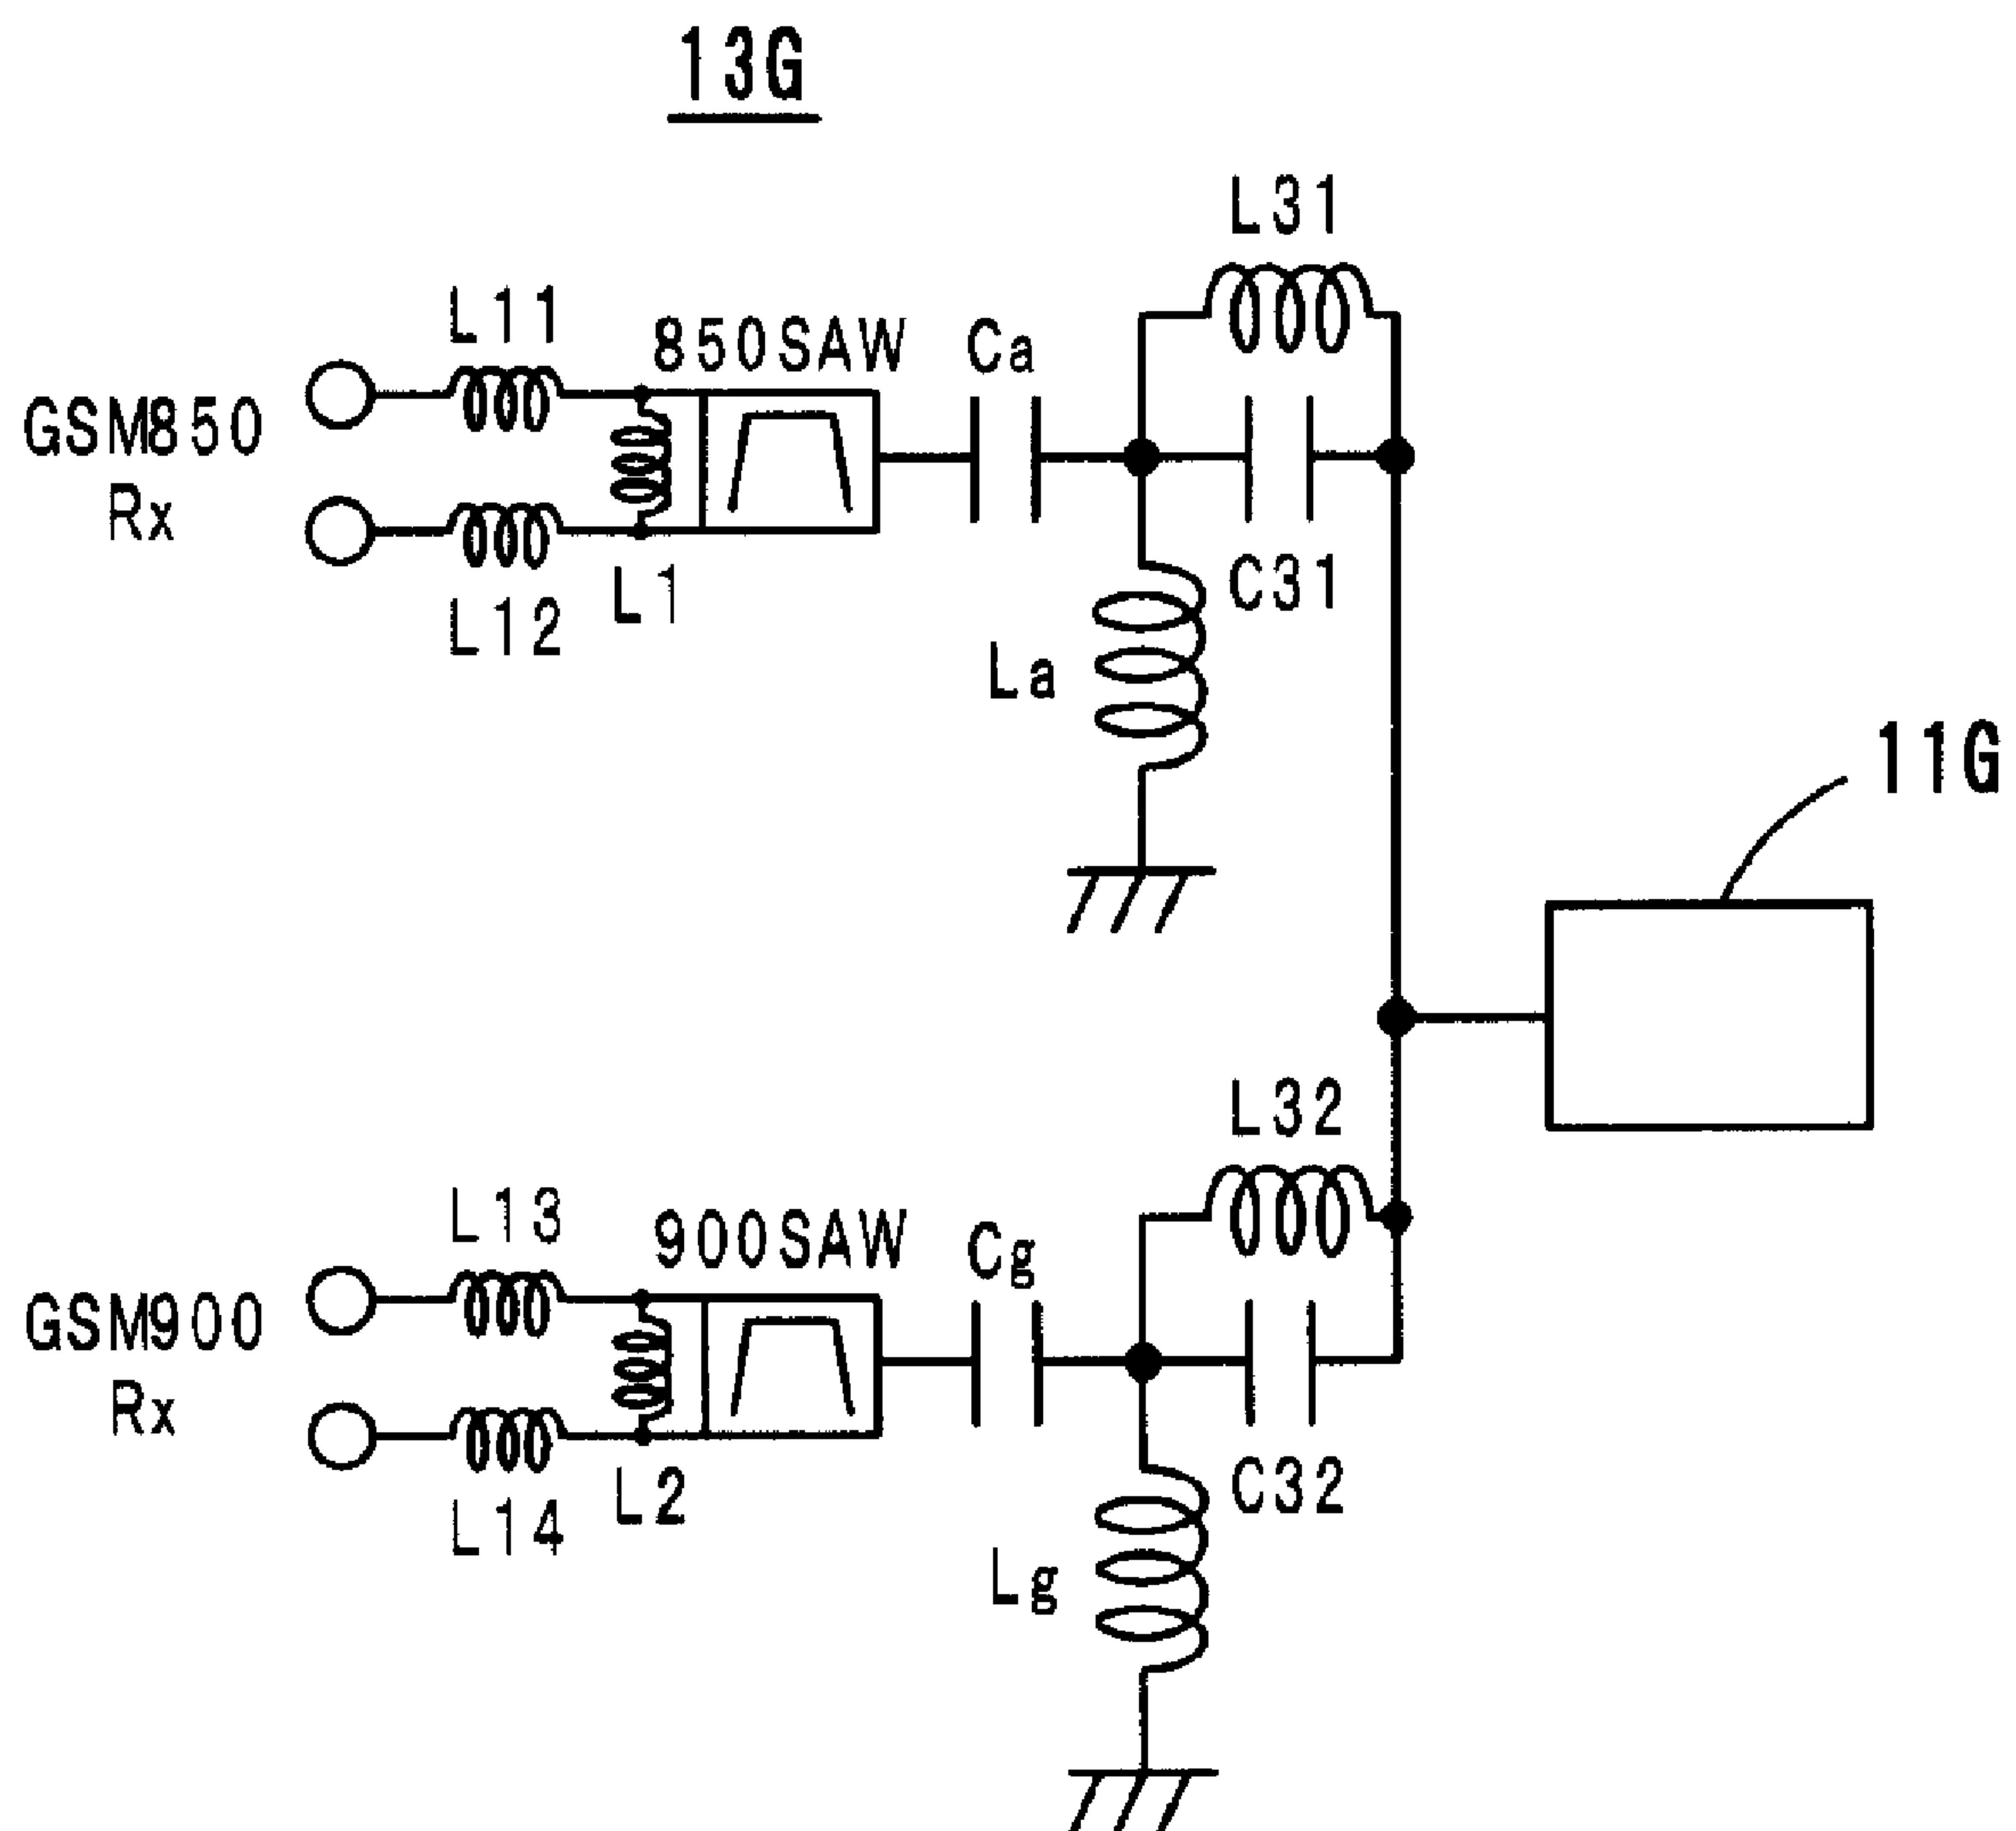 13G
L31
L11
850SAW
Ca
GSM850
Rx
L12
L1
C31
La
11G
L32
L13
900SAW
Cg
GSM900
Rx
L14
L2
C32
Lg